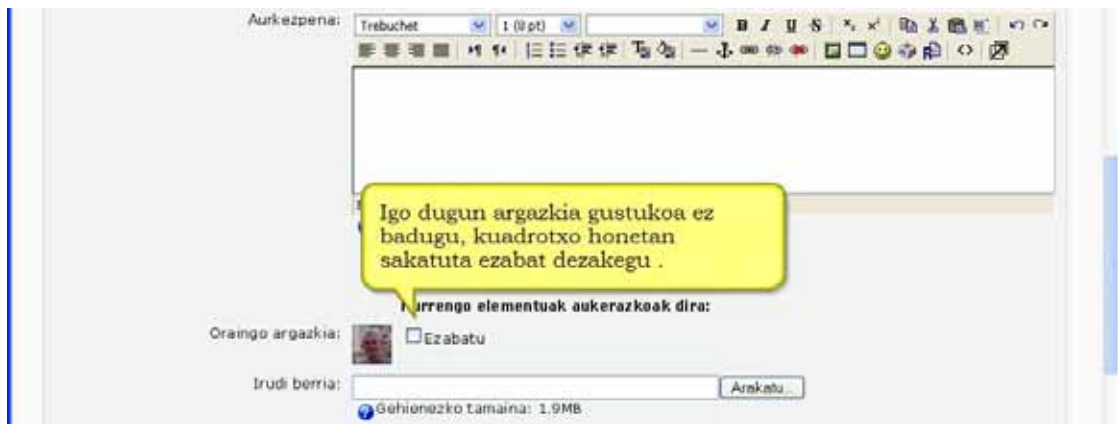 Aurkezpena:
Trebuchet 1 (8 pt) B I U S
Igo dugun argazkia gustukoa ez
badugu, kuadrotxo honetan
sakatuta ezabat dezakegu .
elementuak aukerazkoak dira:
Oraingo argazkia: Ezabatu
Irudi berria: Arakatu...
Gehienezko tamaina: 1.9MB